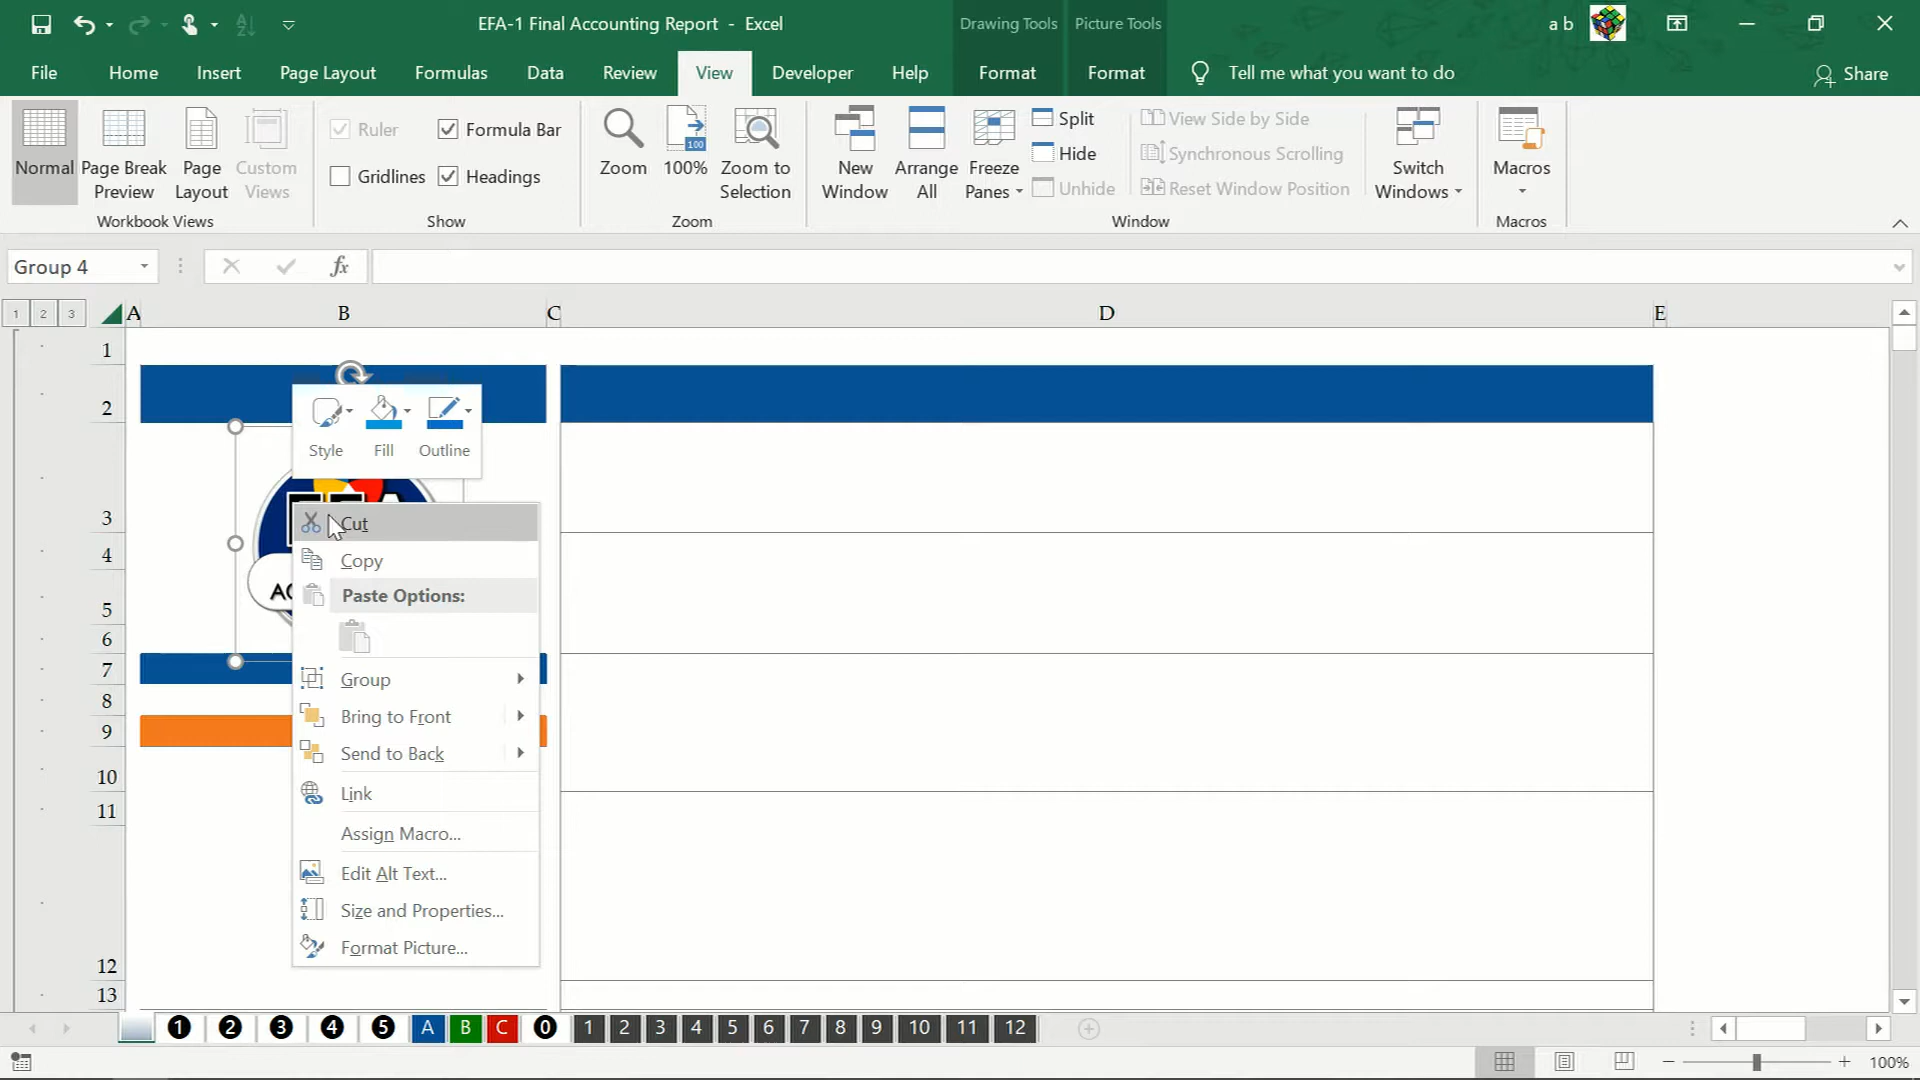 EFA-1 Final Accounting Report - Excel
Drawing Tools
Picture Tools
a b
File
Home
Insert
Page Layout
Formulas
Data
Review
View
Developer
Help
Format
Format
Tell me what you want to do
Share
Normal
Page Break Preview
Page Layout
Custom Views
Workbook Views
Ruler
Formula Bar
Gridlines
Headings
Show
Zoom
100
100%
Zoom to Selection
Zoom
New Window
Arrange All
Freeze Panes
Split
Hide
Unhide
View Side by Side
Synchronous Scrolling
Reset Window Position
Window
Switch Windows
Macros
Macros
Group 4
fx
1 2 3
A B C D E
1
2
3
4
5
6
7
8
9
10
11
12
13
Style
Fill
Outline
Cut
Copy
Paste Options:
Group
Bring to Front
Send to Back
Link
Assign Macro...
Edit Alt Text...
Size and Properties...
Format Picture...
1 2 3 4 5 A B C 0 1 2 3 4 5 6 7 8 9 10 11 12
100%